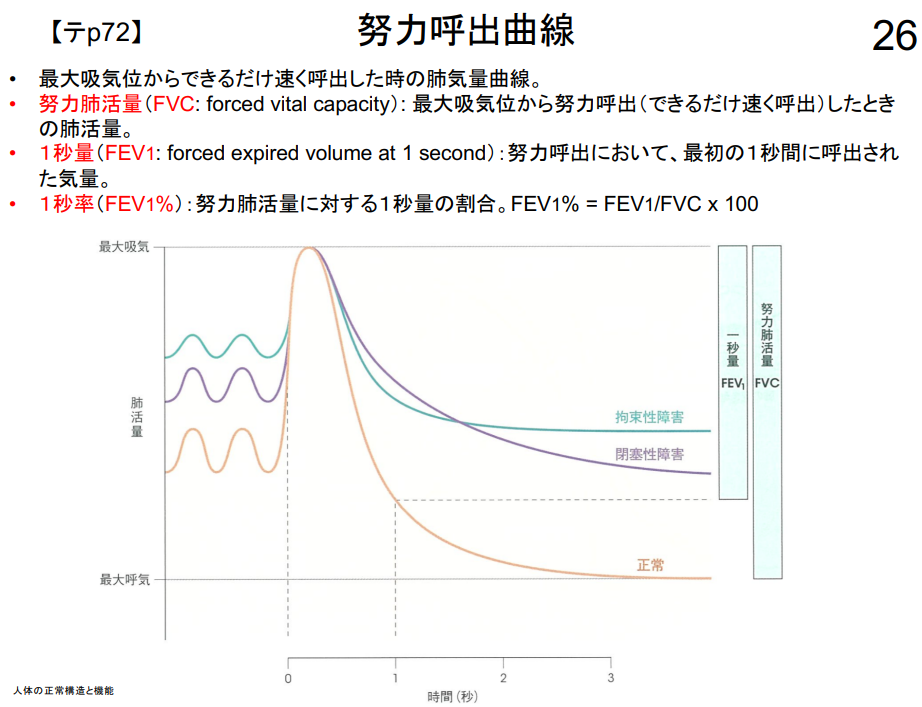 【テp72】
努力呼出曲線
26
• 最大吸気位からできるだけ速く呼出した時の肺気量曲線。
• 努力肺活量（FVC: forced vital capacity）：最大吸気位から努力呼出（できるだけ速く呼出）したとき
の肺活量。
• １秒量（FEV1: forced expired volume at 1 second）：努力呼出において、最初の１秒間に呼出され
た気量。
• １秒率（FEV1%）：努力肺活量に対する１秒量の割合。FEV1% = FEV1/FVC x 100
最大吸気
肺活量
最大呼気
拘束性障害
閉塞性障害
正常
一秒量
FEV1
努力肺活量
FVC
0 1 2 3
時間（秒）
人体の正常構造と機能